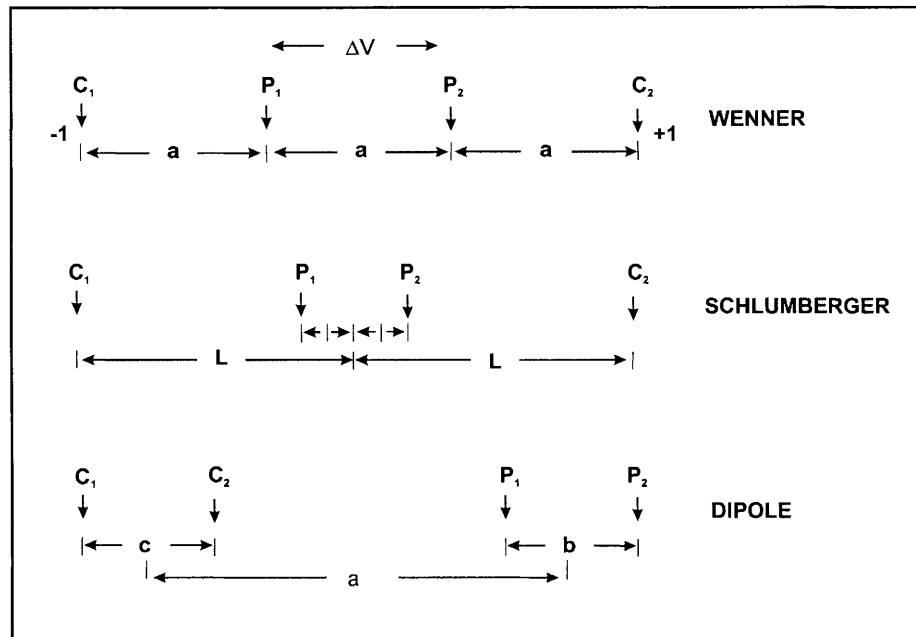 ΔV
C₁ P₁ P₂ C₂
WENNER
-1 +1
a a a
C₁ P₁ P₂ C₂
SCHLUMBERGER
L L
C₁ C₂ P₁ P₂
DIPOLE
c b
a